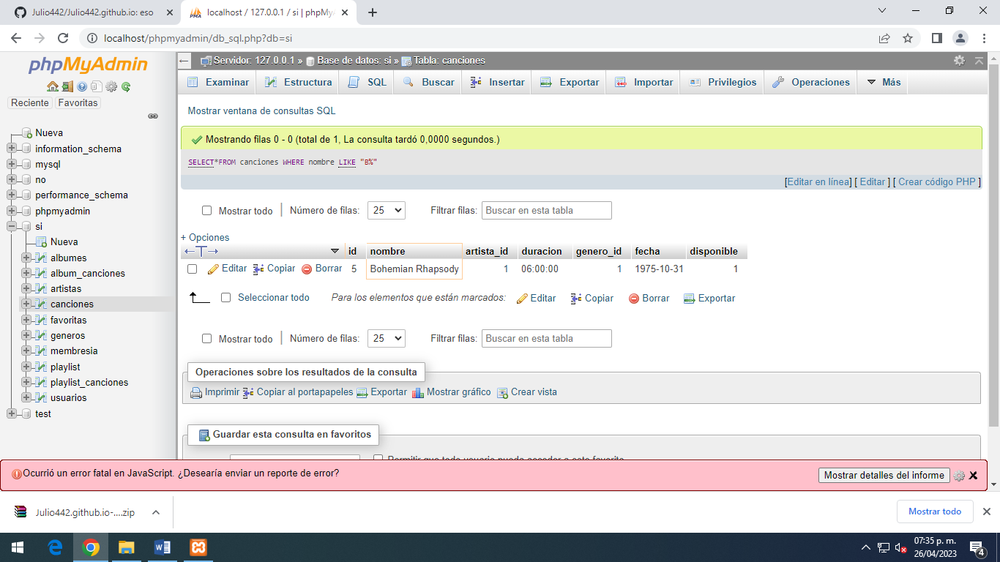 Julio442/Julio442.github.io: eso
localhost / 127.0.0.1 / si | phpMyA
localhost/phpmyadmin/db_sql.php?db=si
phpMyAdmin
Reciente
Favoritas
Nueva
information_schema
mysql
no
performance_schema
phpmyadmin
si
Nueva
albumes
album_canciones
artistas
canciones
favoritas
generos
membresia
playlist
playlist_canciones
usuarios
test
Servidor: 127.0.0.1 » Base de datos: si » Tabla: canciones
Examinar Estructura SQL Buscar Insertar Exportar Importar Privilegios Operaciones Más
Mostrar ventana de consultas SQL
Mostrando filas 0 - 0 (total de 1, La consulta tardó 0,0000 segundos.)
SELECT*FROM canciones WHERE nombre LIKE "B%"
[Editar en línea] [ Editar ] [ Crear código PHP ]
Mostrar todo Número de filas: 25 Filtrar filas: Buscar en esta tabla
+ Opciones
←T→ id nombre artista_id duracion genero_id fecha disponible
Editar Copiar Borrar 5 Bohemian Rhapsody 1 06:00:00 1 1975-10-31 1
Seleccionar todo Para los elementos que están marcados: Editar Copiar Borrar Exportar
Mostrar todo Número de filas: 25 Filtrar filas: Buscar en esta tabla
Operaciones sobre los resultados de la consulta
Imprimir Copiar al portapapeles Exportar Mostrar gráfico Crear vista
Guardar esta consulta en favoritos
Permitir que todo usuario pueda acceder a este favorito
Ocurrió un error fatal en JavaScript. ¿Desearía enviar un reporte de error?
Mostrar detalles del informe
Julio442.github.io-....zip
Mostrar todo
07:35 p. m.
26/04/2023
4